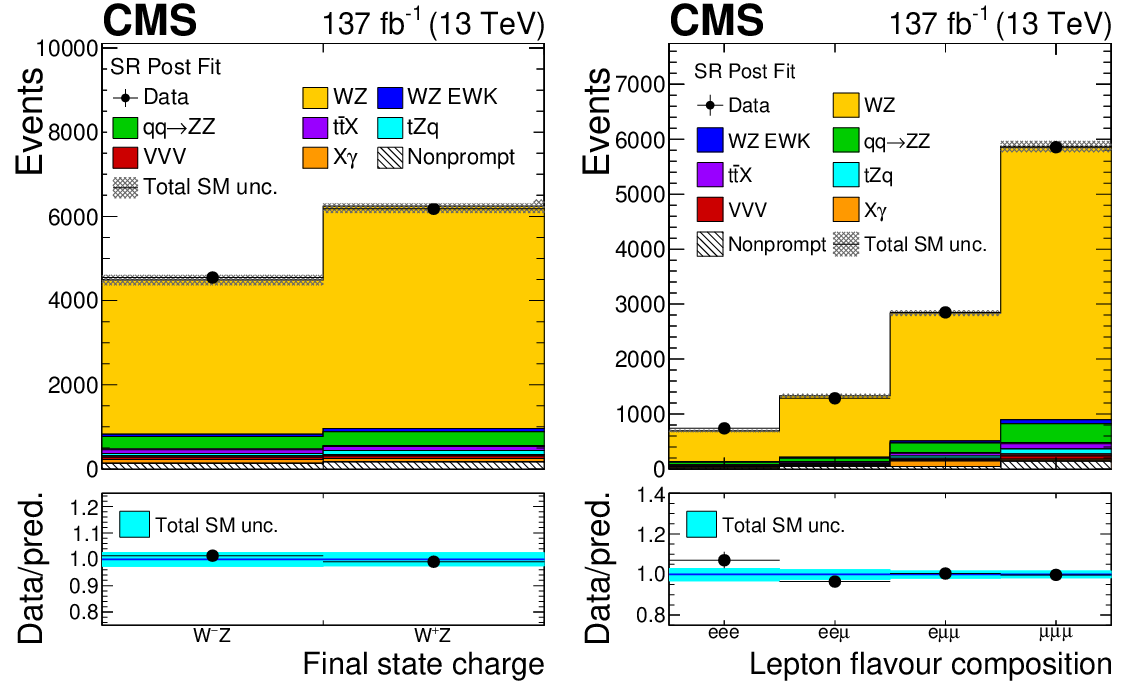 CMS 137 fb⁻¹ (13 TeV)
Events
10000
8000
6000
4000
2000
0
SR Post Fit
Data WZ WZ EWK
qq→ZZ tt̄X tZq
VVV Xγ Nonprompt
Total SM unc.
Data/pred.
1.2
1.1
1.0
0.9
0.8
Total SM unc.
W⁻Z W⁺Z
Final state charge
CMS 137 fb⁻¹ (13 TeV)
Events
7000
6000
5000
4000
3000
2000
1000
0
SR Post Fit
Data WZ
WZ EWK qq→ZZ
tt̄X tZq
VVV Xγ
Nonprompt Total SM unc.
Data/pred.
1.4
1.2
1.0
0.8
Total SM unc.
eee eeμ eμμ μμμ
Lepton flavour composition